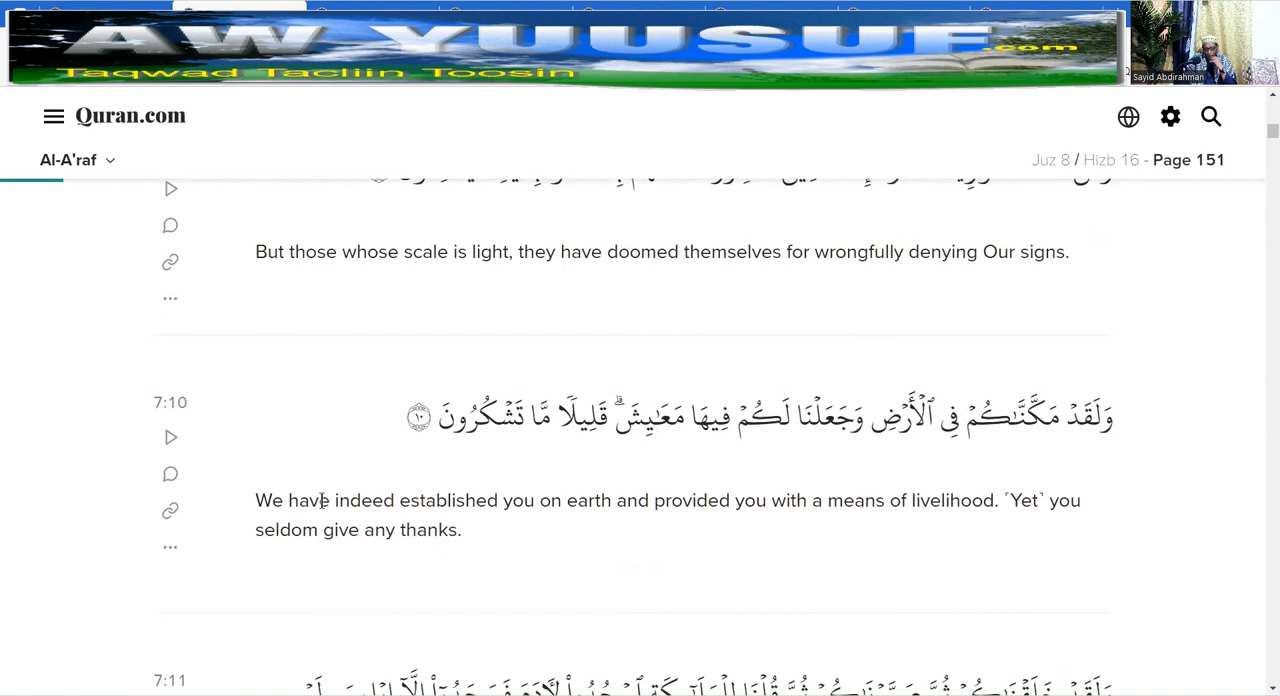 AW YUUSUF.com
Taqwad Tacliin Toosin
Sayid Abdirahman
Quran.com
Al-A'raf
Juz 8 / Hizb 16 - Page 151
But those whose scale is light, they have doomed themselves for wrongfully denying Our signs.
7:10
وَلَقَدْ مَكَّنَّـٰكُمْ فِى ٱلْأَرْضِ وَجَعَلْنَا لَكُمْ فِيهَا مَعَـٰيِشَ ۗ قَلِيلًۭا مَّا تَشْكُرُونَ ١٠
We have indeed established you on earth and provided you with a means of livelihood. ˹Yet˺ you
seldom give any thanks.
7:11